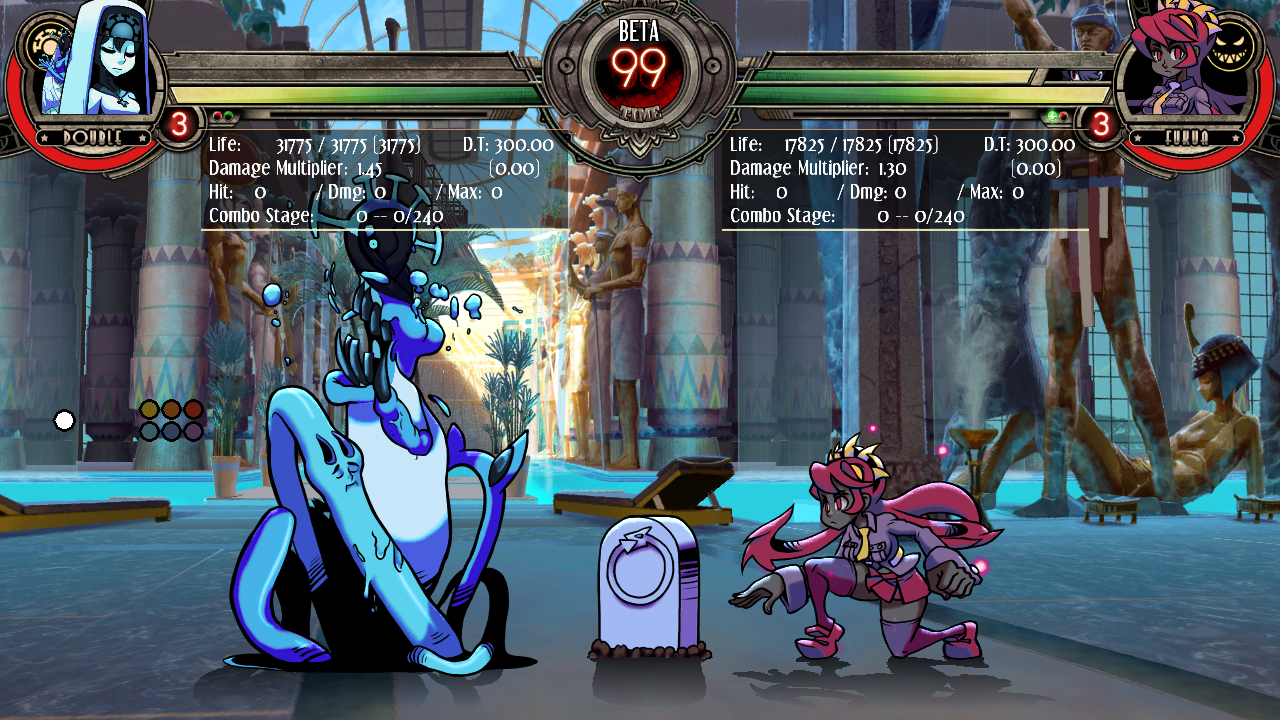 BETA
99
TIME
DOUBLE
3
3
FUKUA
Life: 31775 / 31775 (31775) D.T: 300.00
Damage Multiplier: 1.45 (0.00)
Hit: 0 / Dmg: 0 / Max: 0
Combo Stage: 0 -- 0/240
Life: 17825 / 17825 (17825) D.T: 300.00
Damage Multiplier: 1.30 (0.00)
Hit: 0 / Dmg: 0 / Max: 0
Combo Stage: 0 -- 0/240